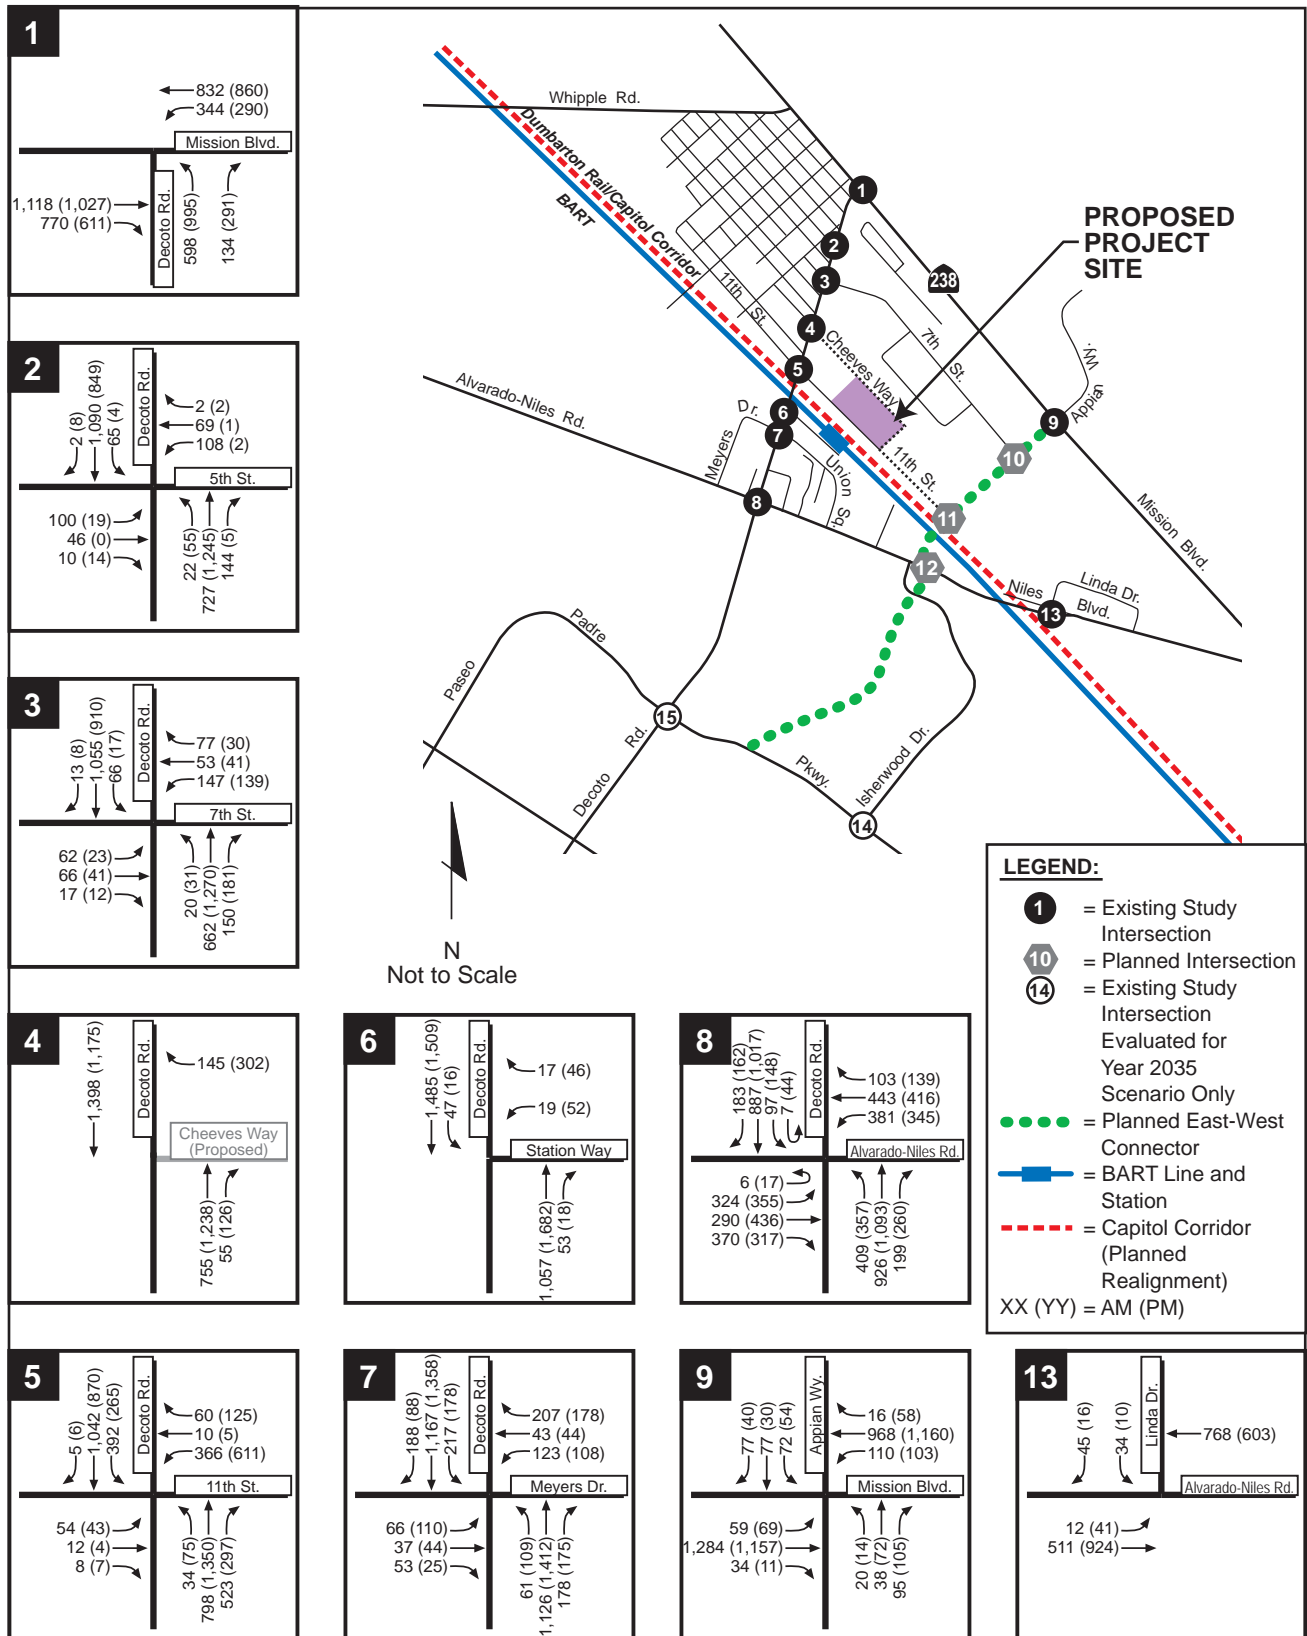 1
832 (860)
344 (290)
Mission Blvd.
1,118 (1,027)
770 (611)
Decoto Rd.
598 (995)
134 (291)
2
2 (8)
1,090 (849)
65 (4)
Decoto Rd.
2 (2)
69 (1)
108 (2)
5th St.
100 (19)
46 (0)
10 (14)
22 (55)
727 (1,245)
144 (5)
3
13 (8)
1,055 (910)
66 (17)
Decoto Rd.
77 (30)
53 (41)
147 (139)
7th St.
62 (23)
66 (41)
17 (12)
20 (31)
662 (1,270)
150 (181)
Whipple Rd.
Dumbarton Rail/Capitol Corridor
BART
11th St.
1
2
3
4
5
6
7
8
238
PROPOSED
PROJECT
SITE
7th St.
Cheeves Way
Appian Wy.
9
10
11
12
13
Alvarado-Niles Rd.
Meyers Dr.
Union Sq.
11th St.
Mission Blvd.
Niles Blvd.
Linda Dr.
Paseo Padre Pkwy.
15
Decoto Rd.
Isherwood Dr.
14
N
Not to Scale
LEGEND:
1 = Existing Study
Intersection
10 = Planned Intersection
14 = Existing Study
Intersection
Evaluated for
Year 2035
Scenario Only
= Planned East-West
Connector
= BART Line and
Station
= Capitol Corridor
(Planned
Realignment)
XX (YY) = AM (PM)
4
1,398 (1,175)
Decoto Rd.
145 (302)
Cheeves Way
(Proposed)
755 (1,238)
55 (126)
6
1,485 (1,509)
47 (16)
Decoto Rd.
17 (46)
19 (52)
Station Way
1,057 (1,682)
53 (18)
8
183 (162)
887 (1,017)
97 (148)
7 (44)
Decoto Rd.
103 (139)
443 (416)
381 (345)
Alvarado-Niles Rd.
6 (17)
324 (355)
290 (436)
370 (317)
409 (357)
926 (1,093)
199 (260)
5
5 (6)
1,042 (870)
392 (265)
Decoto Rd.
60 (125)
10 (5)
366 (611)
11th St.
54 (43)
12 (4)
8 (7)
34 (75)
798 (1,350)
523 (297)
7
188 (88)
1,167 (1,358)
217 (178)
Decoto Rd.
207 (178)
43 (44)
123 (108)
Meyers Dr.
66 (110)
37 (44)
53 (25)
61 (109)
1,126 (1,412)
178 (175)
9
77 (40)
77 (30)
72 (54)
Appian Wy.
16 (58)
968 (1,160)
110 (103)
Mission Blvd.
59 (69)
1,284 (1,157)
34 (11)
20 (14)
38 (72)
95 (105)
13
45 (16)
34 (10)
Linda Dr.
768 (603)
Alvarado-Niles Rd.
12 (41)
511 (924)